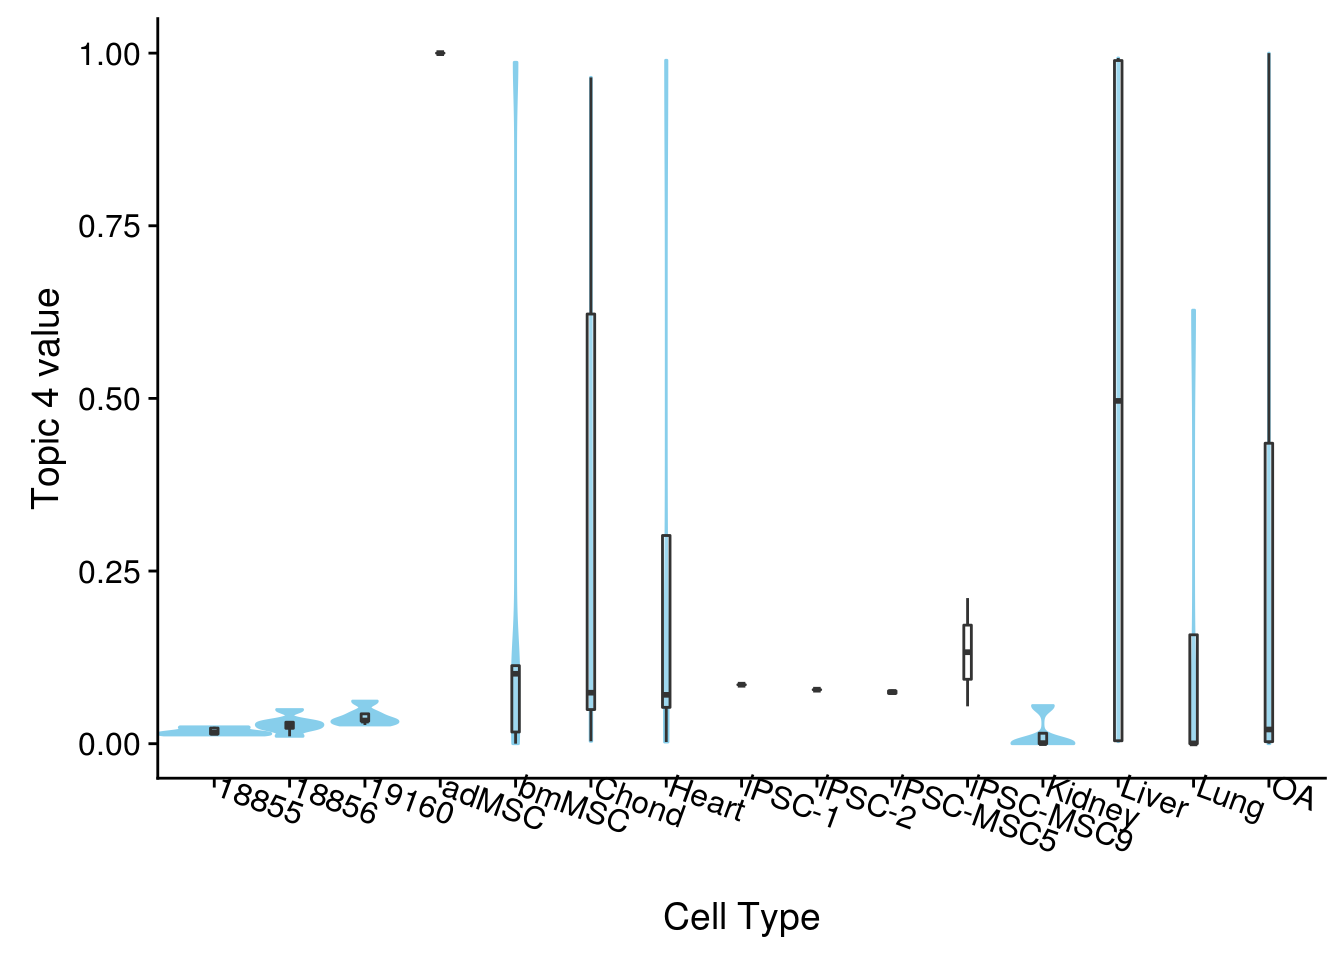 1.00
0.75
0.50
0.25
0.00
Topic 4 value
18855
18856
19160
adMSC
bmMSC
Chond
Heart
iPSC-1
iPSC-2
iPSC-MSC5
iPSC-MSC9
Kidney
Liver
Lung
OA
Cell Type